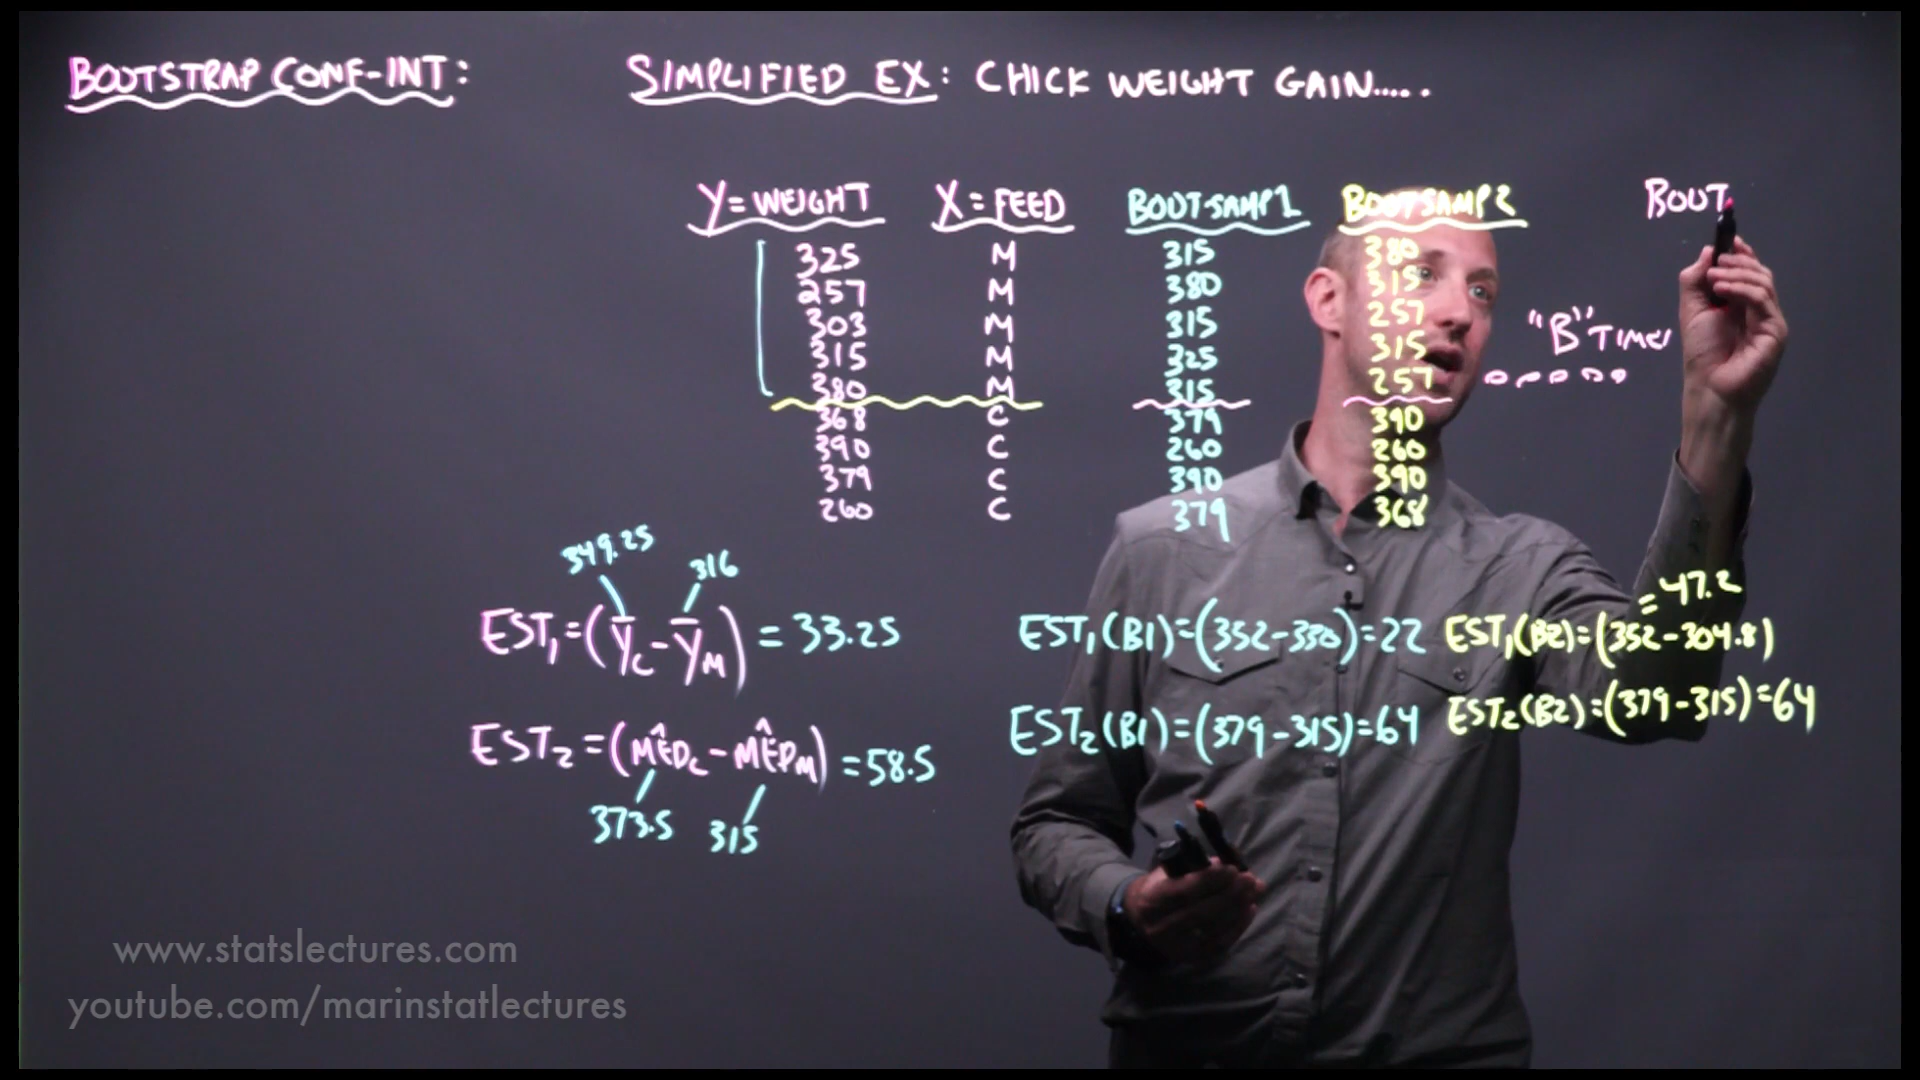 BOOTSTRAP CONF-INT:
SIMPLIFIED EX: CHICK WEIGHT GAIN.....
Y=WEIGHT X=FEED BOOTSAMP1 BOOTSAMP2 BOOT
325 M 315 380
257 M 380 315
303 M 315 257
315 M 325 315
380 M 315 257
368 C 379 390
390 C 260 260
379 C 390 390
260 C 379 368
"B" TIMES
349.25 316
EST₁=(Ȳc-ȲM)=33.25
EST₂=(MÊDc-MÊDM)=58.5
373.5 315
EST₁(B1)=(352-330)=22
EST₂(B1)=(379-315)=64
EST₁(B2)=(352-304.8)
=47.2
EST₂(B2)=(379-315)=64
www.statslectures.com
youtube.com/marinstatlectures